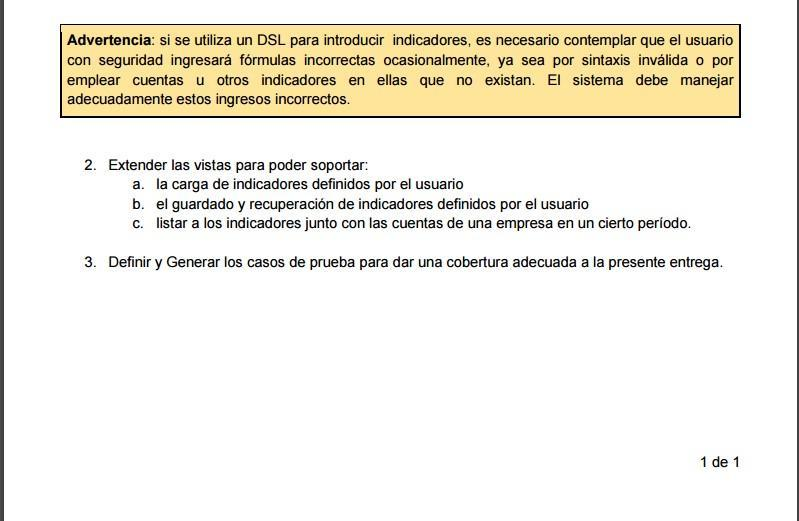 Advertencia: si se utiliza un DSL para introducir indicadores, es necesario contemplar que el usuario
con seguridad ingresará fórmulas incorrectas ocasionalmente, ya sea por sintaxis inválida o por
emplear cuentas u otros indicadores en ellas que no existan. El sistema debe manejar
adecuadamente estos ingresos incorrectos.
2. Extender las vistas para poder soportar:
a. la carga de indicadores definidos por el usuario
b. el guardado y recuperación de indicadores definidos por el usuario
c. listar a los indicadores junto con las cuentas de una empresa en un cierto período.
3. Definir y Generar los casos de prueba para dar una cobertura adecuada a la presente entrega.
1 de 1